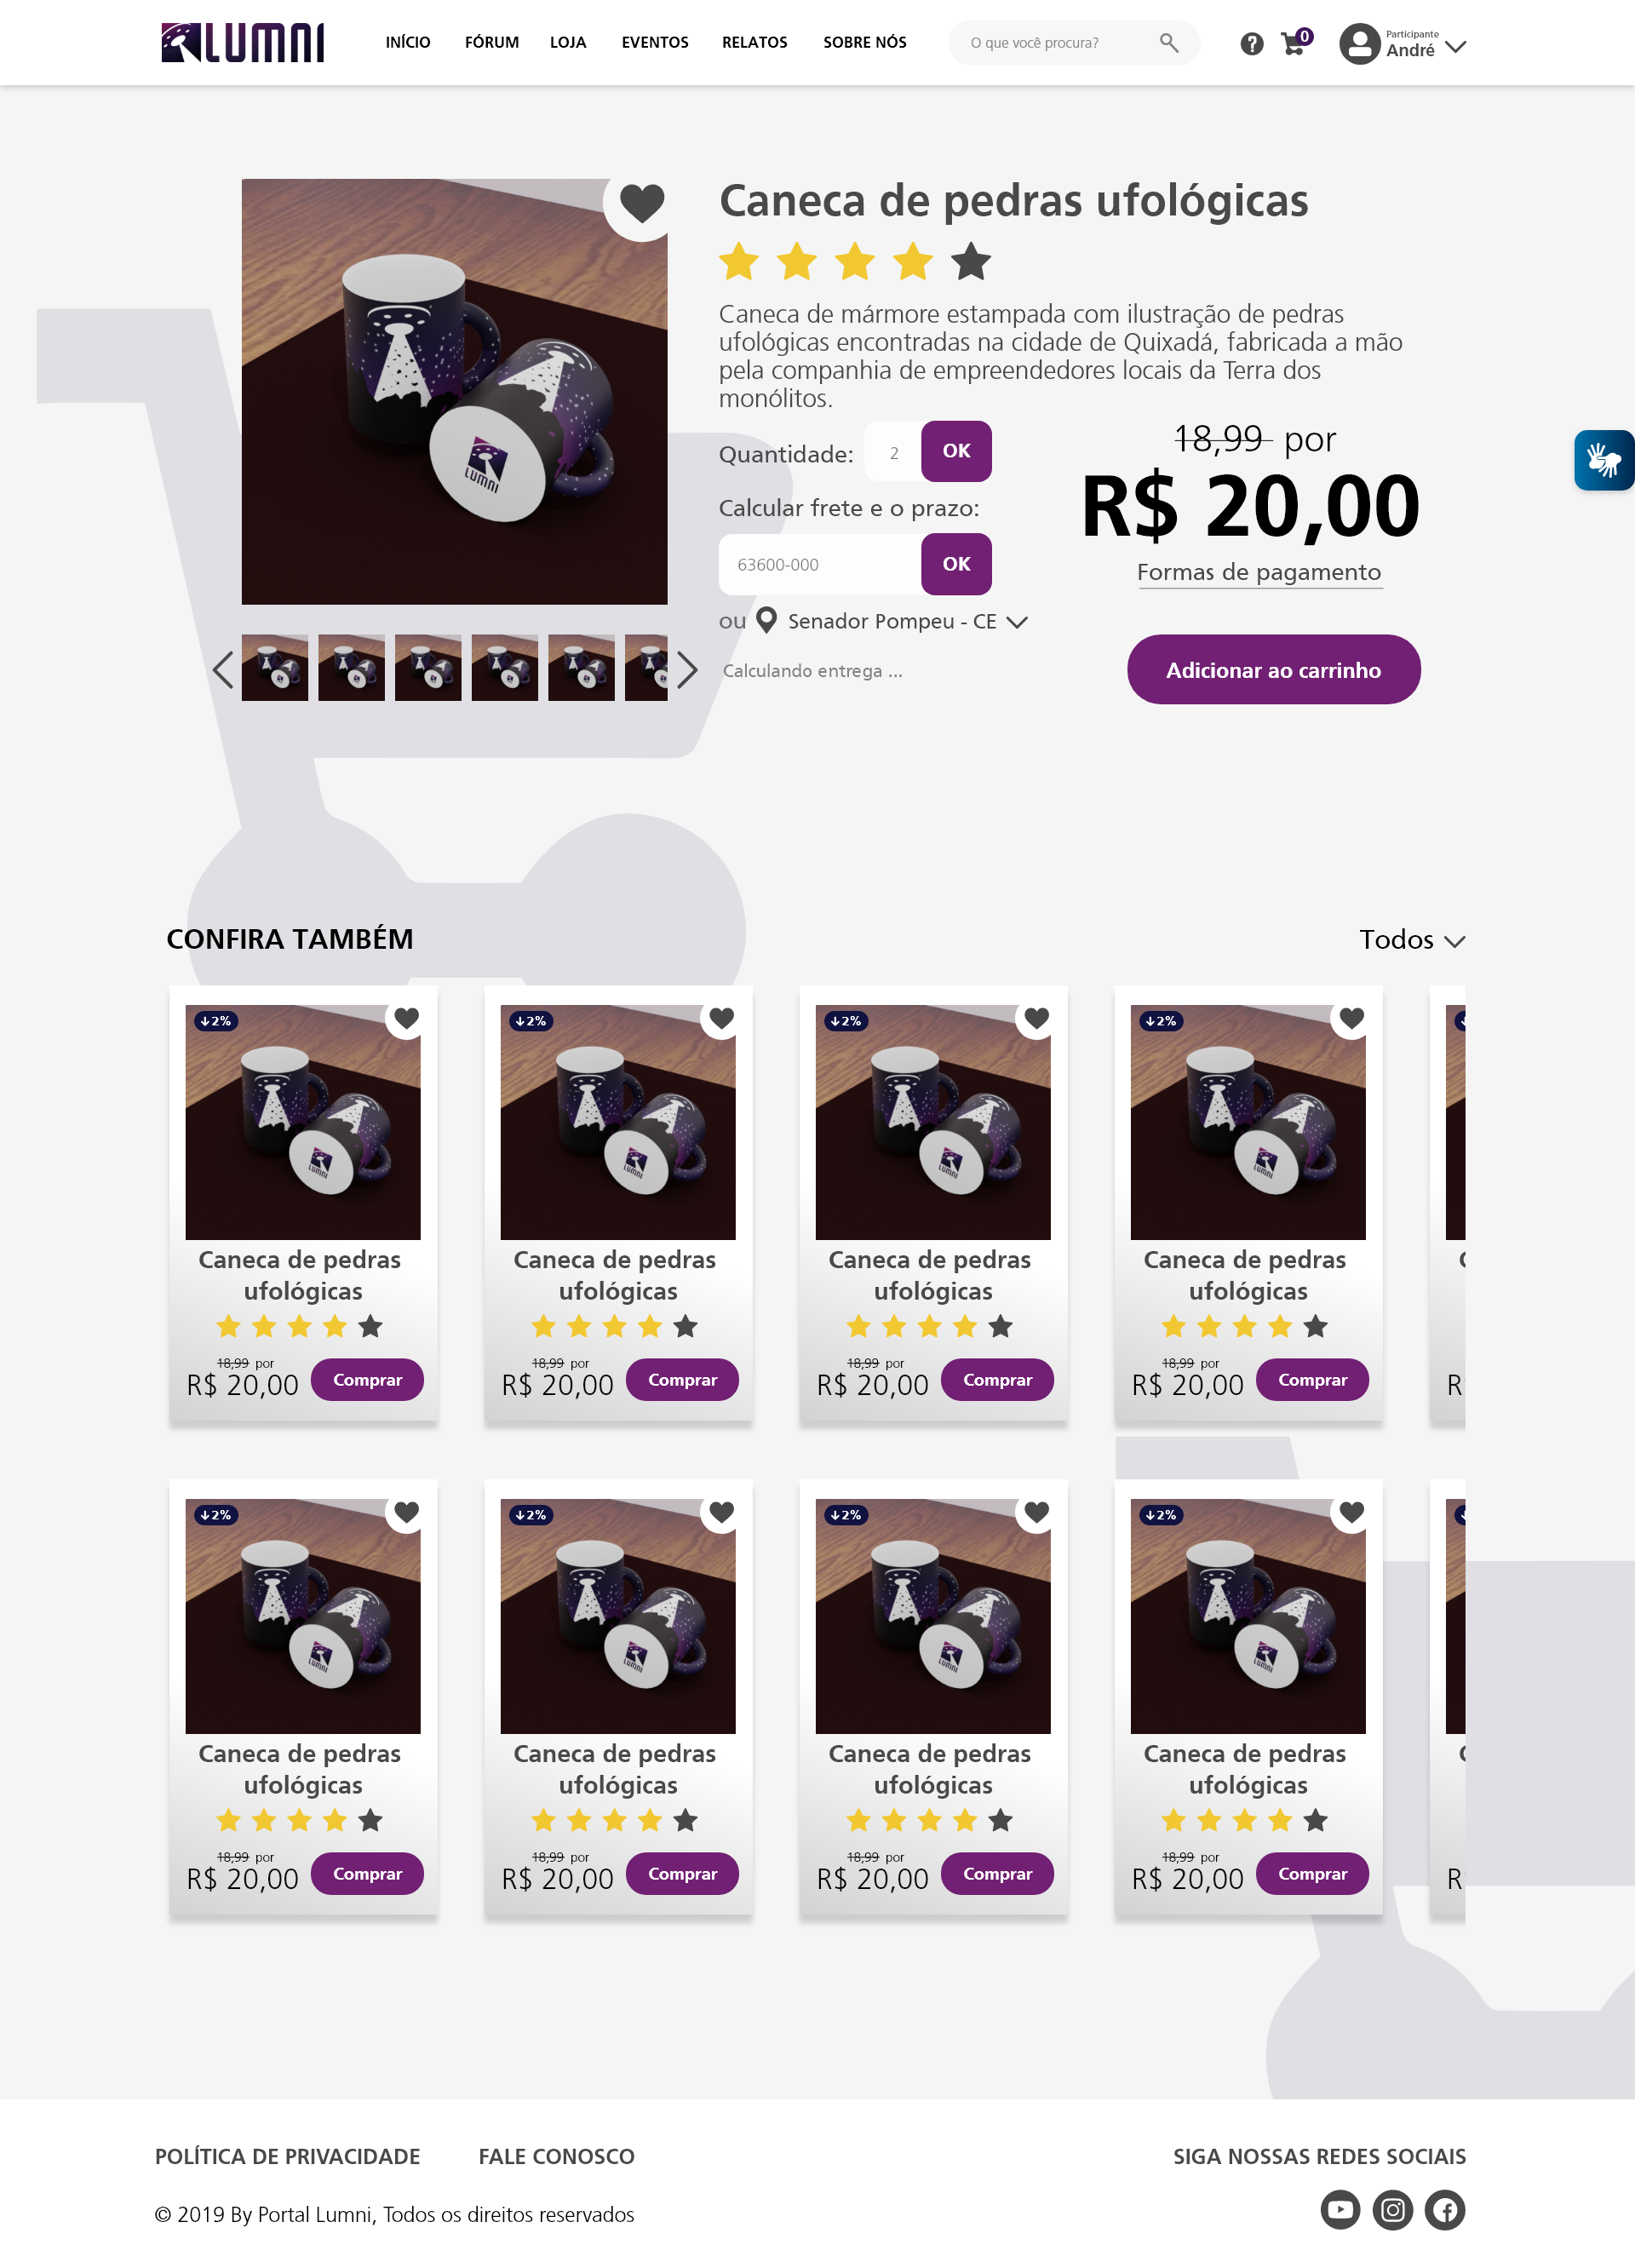 LUMNI
INÍCIO FÓRUM LOJA EVENTOS RELATOS SOBRE NÓS
O que você procura?
0
Participante
André
Caneca de pedras ufológicas
Caneca de mármore estampada com ilustração de pedras
ufológicas encontradas na cidade de Quixadá, fabricada a mão
pela companhia de empreendedores locais da Terra dos
monólitos.
LUMNI
Quantidade: 2 OK
18,99 por
R$ 20,00
Calcular frete e o prazo:
63600-000 OK
Formas de pagamento
ou Senador Pompeu - CE
Calculando entrega ...
Adicionar ao carrinho
CONFIRA TAMBÉM
Todos
2% 2% 2% 2%
LUMNI LUMNI LUMNI LUMNI
Caneca de pedras Caneca de pedras Caneca de pedras Caneca de pedras
ufológicas ufológicas ufológicas ufológicas
18,99 por 18,99 por 18,99 por 18,99 por
R$ 20,00 Comprar R$ 20,00 Comprar R$ 20,00 Comprar R$ 20,00 Comprar
2% 2% 2% 2%
LUMNI LUMNI LUMNI LUMNI
Caneca de pedras Caneca de pedras Caneca de pedras Caneca de pedras
ufológicas ufológicas ufológicas ufológicas
18,99 por 18,99 por 18,99 por 18,99 por
R$ 20,00 Comprar R$ 20,00 Comprar R$ 20,00 Comprar R$ 20,00 Comprar
POLÍTICA DE PRIVACIDADE FALE CONOSCO SIGA NOSSAS REDES SOCIAIS
© 2019 By Portal Lumni, Todos os direitos reservados